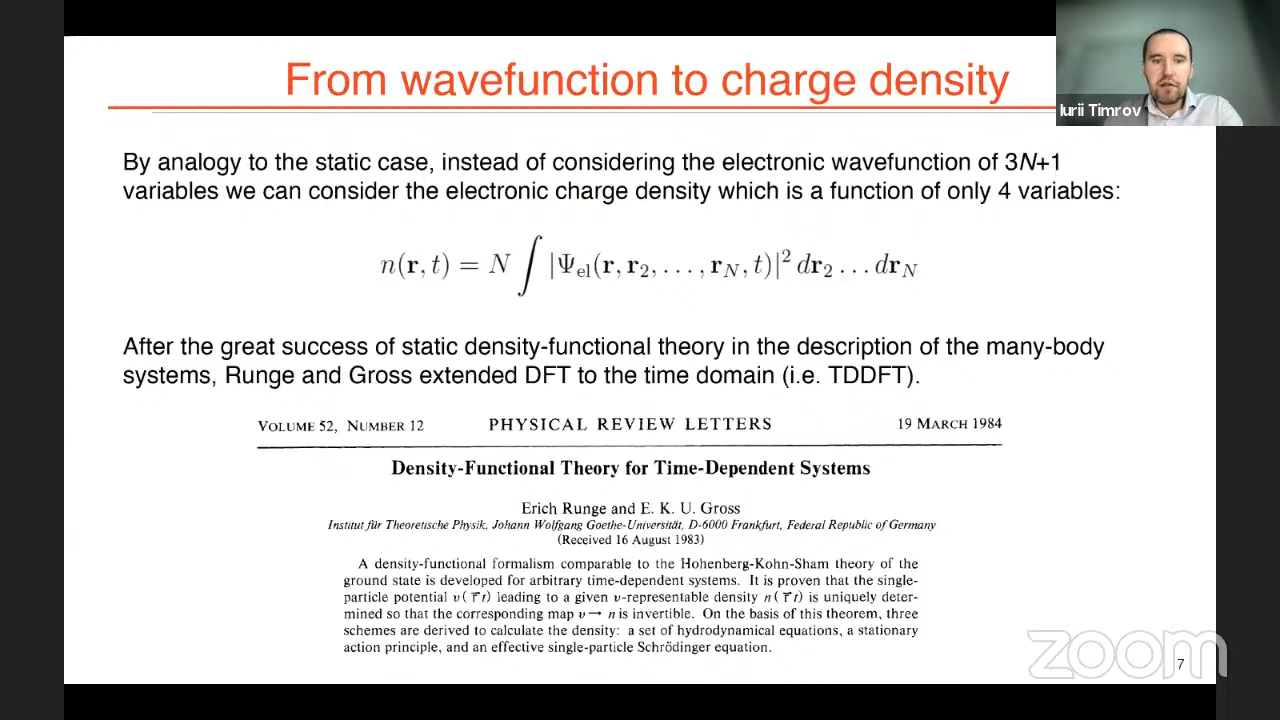 From wavefunction to charge density
Iurii Timrov
By analogy to the static case, instead of considering the electronic wavefunction of 3N+1
variables we can consider the electronic charge density which is a function of only 4 variables:
n(r, t) = N ∫ |Ψel(r, r2, . . . , rN, t)|² dr2 . . . drN
After the great success of static density-functional theory in the description of the many-body
systems, Runge and Gross extended DFT to the time domain (i.e. TDDFT).
VOLUME 52, NUMBER 12 PHYSICAL REVIEW LETTERS 19 MARCH 1984
Density-Functional Theory for Time-Dependent Systems
Erich Runge and E. K. U. Gross
Institut für Theoretische Physik, Johann Wolfgang Goethe-Universität, D-6000 Frankfurt, Federal Republic of Germany
(Received 16 August 1983)
A density-functional formalism comparable to the Hohenberg-Kohn-Sham theory of the
ground state is developed for arbitrary time-dependent systems. It is proven that the single-
particle potential v(r⃗t) leading to a given v-representable density n(r⃗t) is uniquely deter-
mined so that the corresponding map v → n is invertible. On the basis of this theorem, three
schemes are derived to calculate the density: a set of hydrodynamical equations, a stationary
action principle, and an effective single-particle Schrödinger equation.
zoom
7